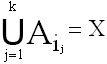 ⋃_{j=1}^{k} A_{i_j} = X